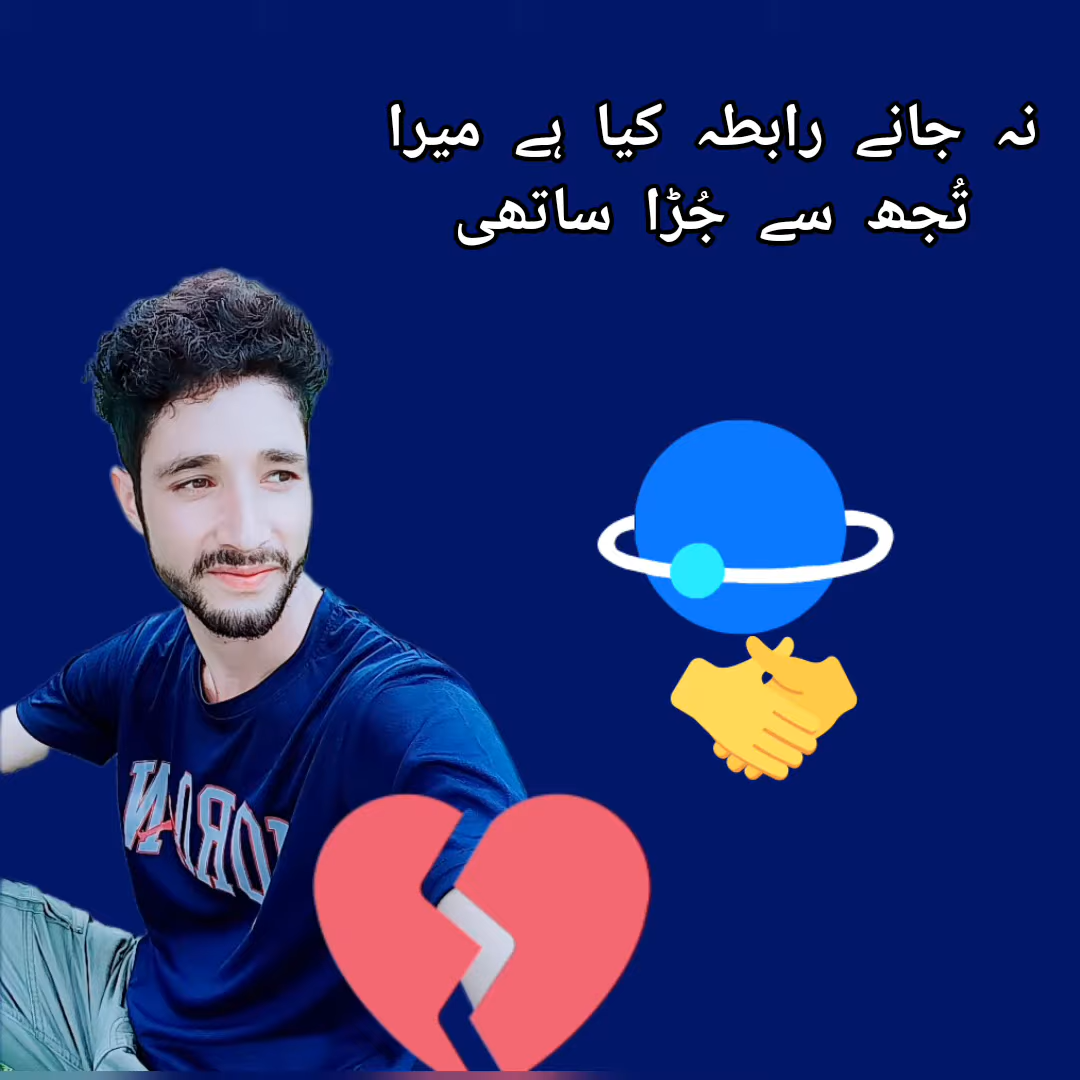 نہ جانے رابطہ کیا ہے میرا
تُجھ سے جُڑا ساتھی